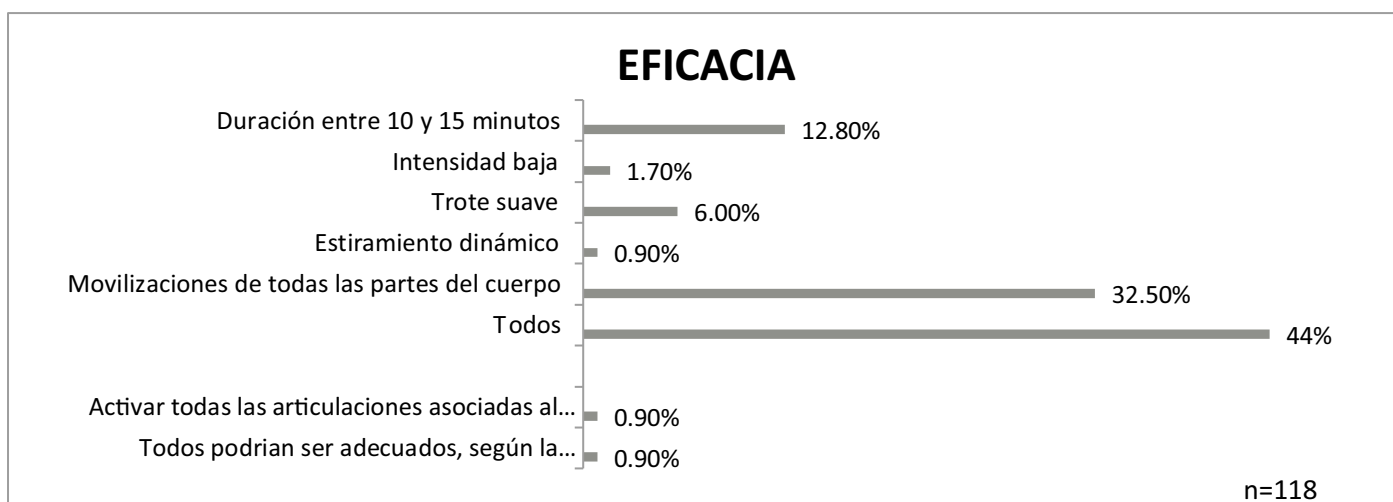 EFICACIA
Duración entre 10 y 15 minutos 12.80%
Intensidad baja 1.70%
Trote suave 6.00%
Estiramiento dinámico 0.90%
Movilizaciones de todas las partes del cuerpo 32.50%
Todos 44%
Activar todas las articulaciones asociadas al... 0.90%
Todos podrian ser adecuados, según la... 0.90%
n=118